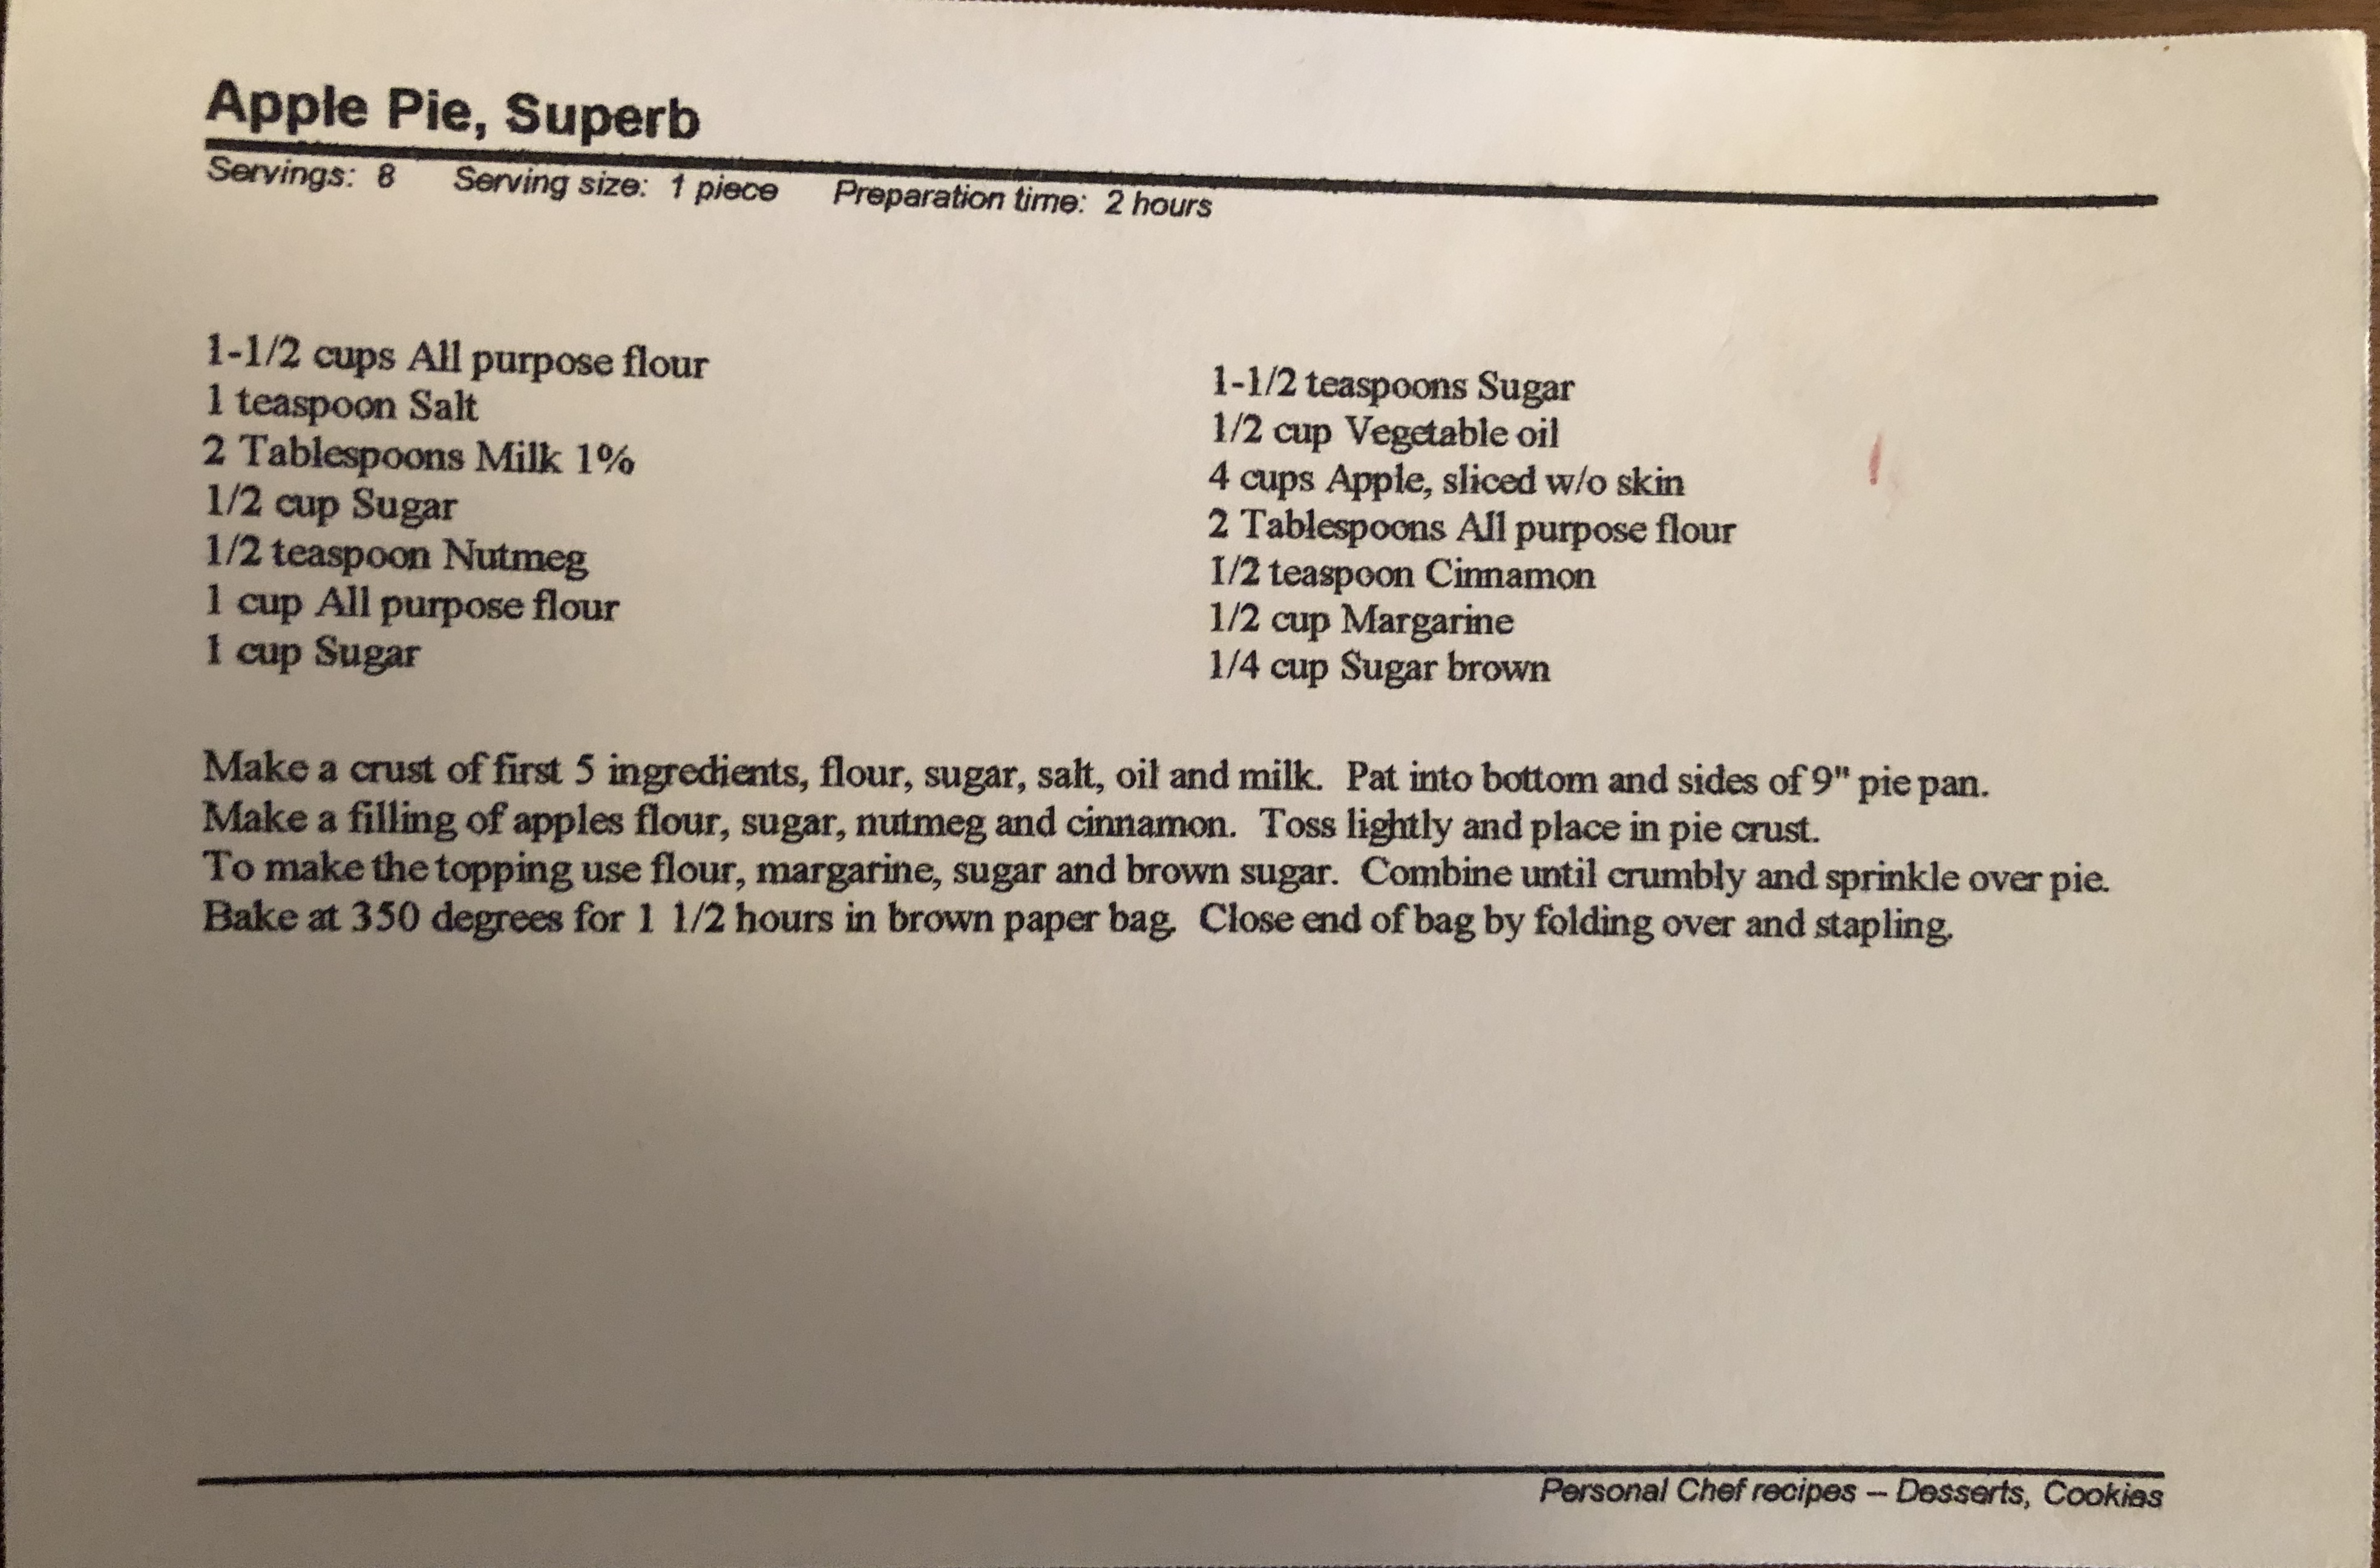 Apple Pie, Superb
Servings: 8 Serving size: 1 piece Preparation time: 2 hours
1-1/2 cups All purpose flour
1 teaspoon Salt
2 Tablespoons Milk 1%
1/2 cup Sugar
1/2 teaspoon Nutmeg
1 cup All purpose flour
1 cup Sugar
1-1/2 teaspoons Sugar
1/2 cup Vegetable oil
4 cups Apple, sliced w/o skin
2 Tablespoons All purpose flour
1/2 teaspoon Cinnamon
1/2 cup Margarine
1/4 cup Sugar brown
Make a crust of first 5 ingredients, flour, sugar, salt, oil and milk. Pat into bottom and sides of 9" pie pan.
Make a filling of apples flour, sugar, nutmeg and cinnamon. Toss lightly and place in pie crust.
To make the topping use flour, margarine, sugar and brown sugar. Combine until crumbly and sprinkle over pie.
Bake at 350 degrees for 1 1/2 hours in brown paper bag. Close end of bag by folding over and stapling.
Personal Chef recipes – Desserts, Cookies